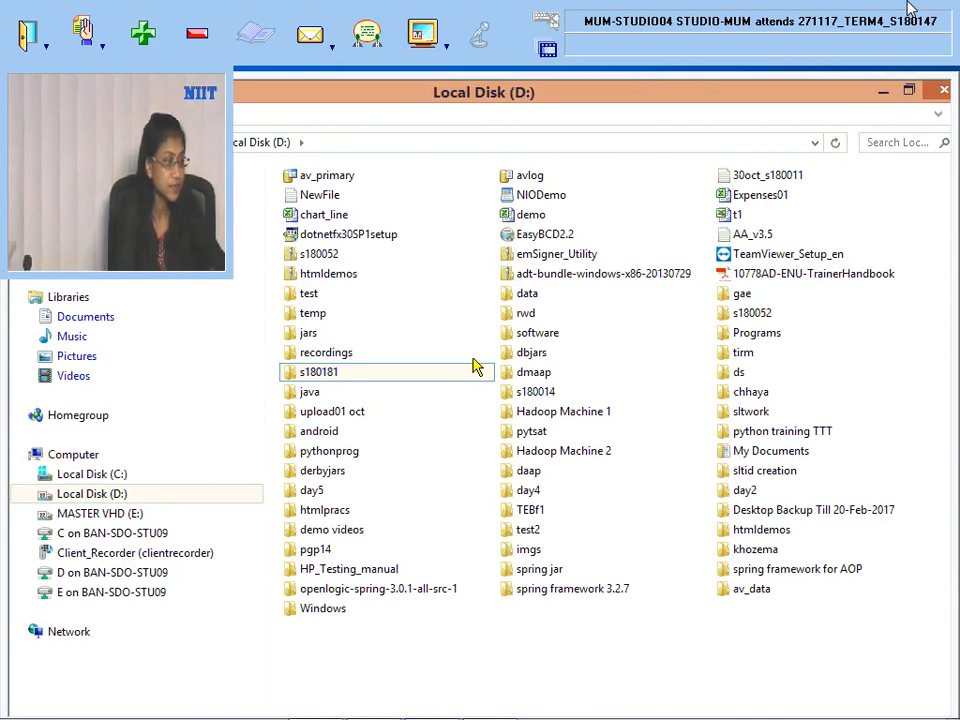 MUM-STUDIO04 STUDIO-MUM attends 271117_TERM4_S180147
NIIT
Local Disk (D:)
cal Disk (D:)
Search Loc...
av_primary
avlog
30oct_s180011
NewFile
NIODemo
Expenses01
chart_line
demo
t1
dotnetfx30SP1setup
EasyBCD2.2
AA_v3.5
s180052
emSigner_Utility
TeamViewer_Setup_en
htmldemos
adt-bundle-windows-x86-20130729
10778AD-ENU-TrainerHandbook
test
data
gae
temp
rwd
s180052
jars
software
Programs
recordings
dbjars
tirm
s180181
dmaap
ds
java
s180014
chhaya
upload01 oct
Hadoop Machine 1
sltwork
android
pytsat
python training TTT
pythonprog
Hadoop Machine 2
My Documents
derbyjars
daap
sltid creation
day5
day4
day2
htmlpracs
TEBf1
Desktop Backup Till 20-Feb-2017
demo videos
test2
htmldemos
pgp14
imgs
khozema
HP_Testing_manual
spring jar
spring framework for AOP
openlogic-spring-3.0.1-all-src-1
spring framework 3.2.7
av_data
Windows
Libraries
Documents
Music
Pictures
Videos
Homegroup
Computer
Local Disk (C:)
Local Disk (D:)
MASTER VHD (E:)
C on BAN-SDO-STU09
Client_Recorder (clientrecorder)
D on BAN-SDO-STU09
E on BAN-SDO-STU09
Network